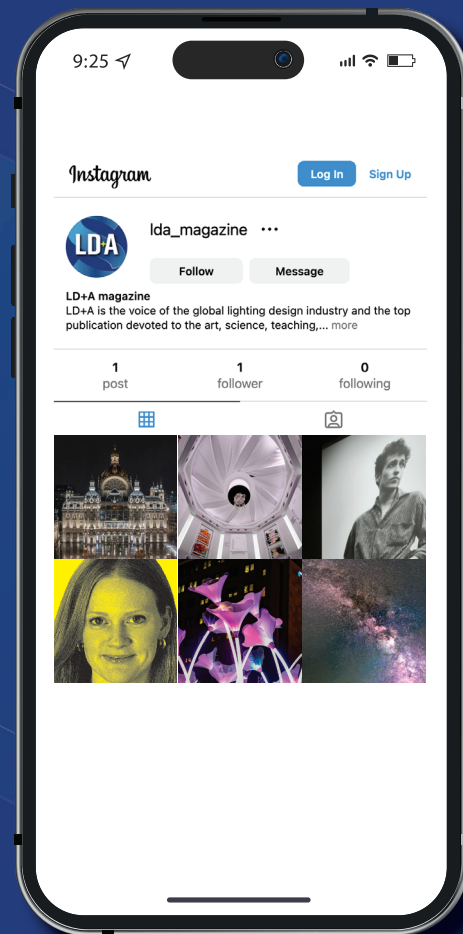 9:25
Instagram
Log In
Sign Up
LD+A
lda_magazine
Follow
Message
LD+A magazine
LD+A is the voice of the global lighting design industry and the top
publication devoted to the art, science, teaching,... more
1
post
1
follower
0
following